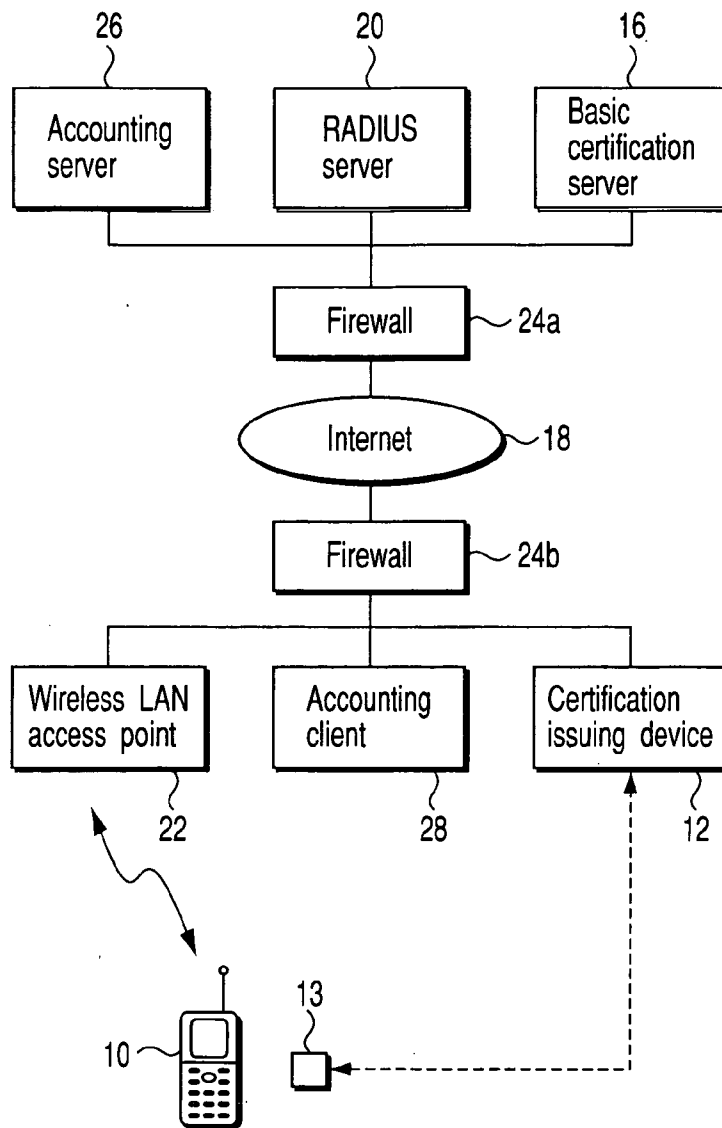 26
20
16
Accounting
server
RADIUS
server
Basic
certification
server
Firewall
24a
Internet
18
Firewall
24b
Wireless LAN
access point
Accounting
client
Certification
issuing device
22
28
12
13
10